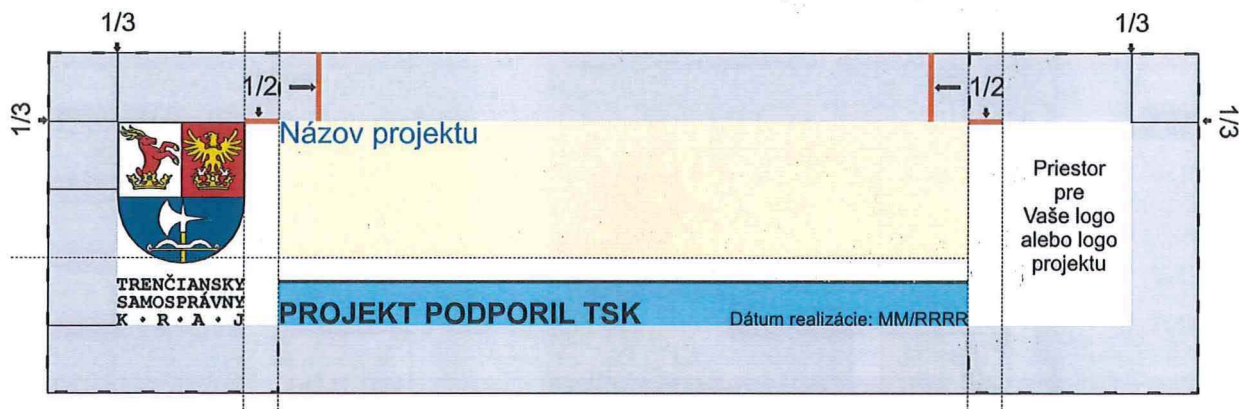 1/3
1/3
1/2
1/2
1/3
1/3
Názov projektu
Priestor
pre
Vaše logo
alebo logo
projektu
TRENČIANSKY
SAMOSPRÁVNY
K · R · A · J
PROJEKT PODPORIL TSK
Dátum realizácie: MM/RRRR